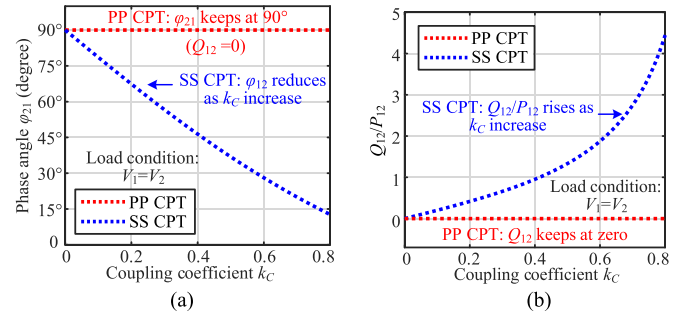 PP CPT: φ21 keeps at 90°
(Q12 =0)
SS CPT: φ12 reduces
as kC increase
Load condition:
V1=V2
PP CPT
SS CPT
90°
75°
60°
45°
30°
15°
0
0.2
0.4
0.6
0.8
Phase angle φ21 (degree)
Coupling coefficient kC
(a)
PP CPT
SS CPT
SS CPT: Q12/P12 rises as
kC increase
Load condition:
V1=V2
PP CPT: Q12 keeps at zero
5
4
3
2
1
0
0
0.2
0.4
0.6
0.8
Q12/P12
Coupling coefficient kC
(b)